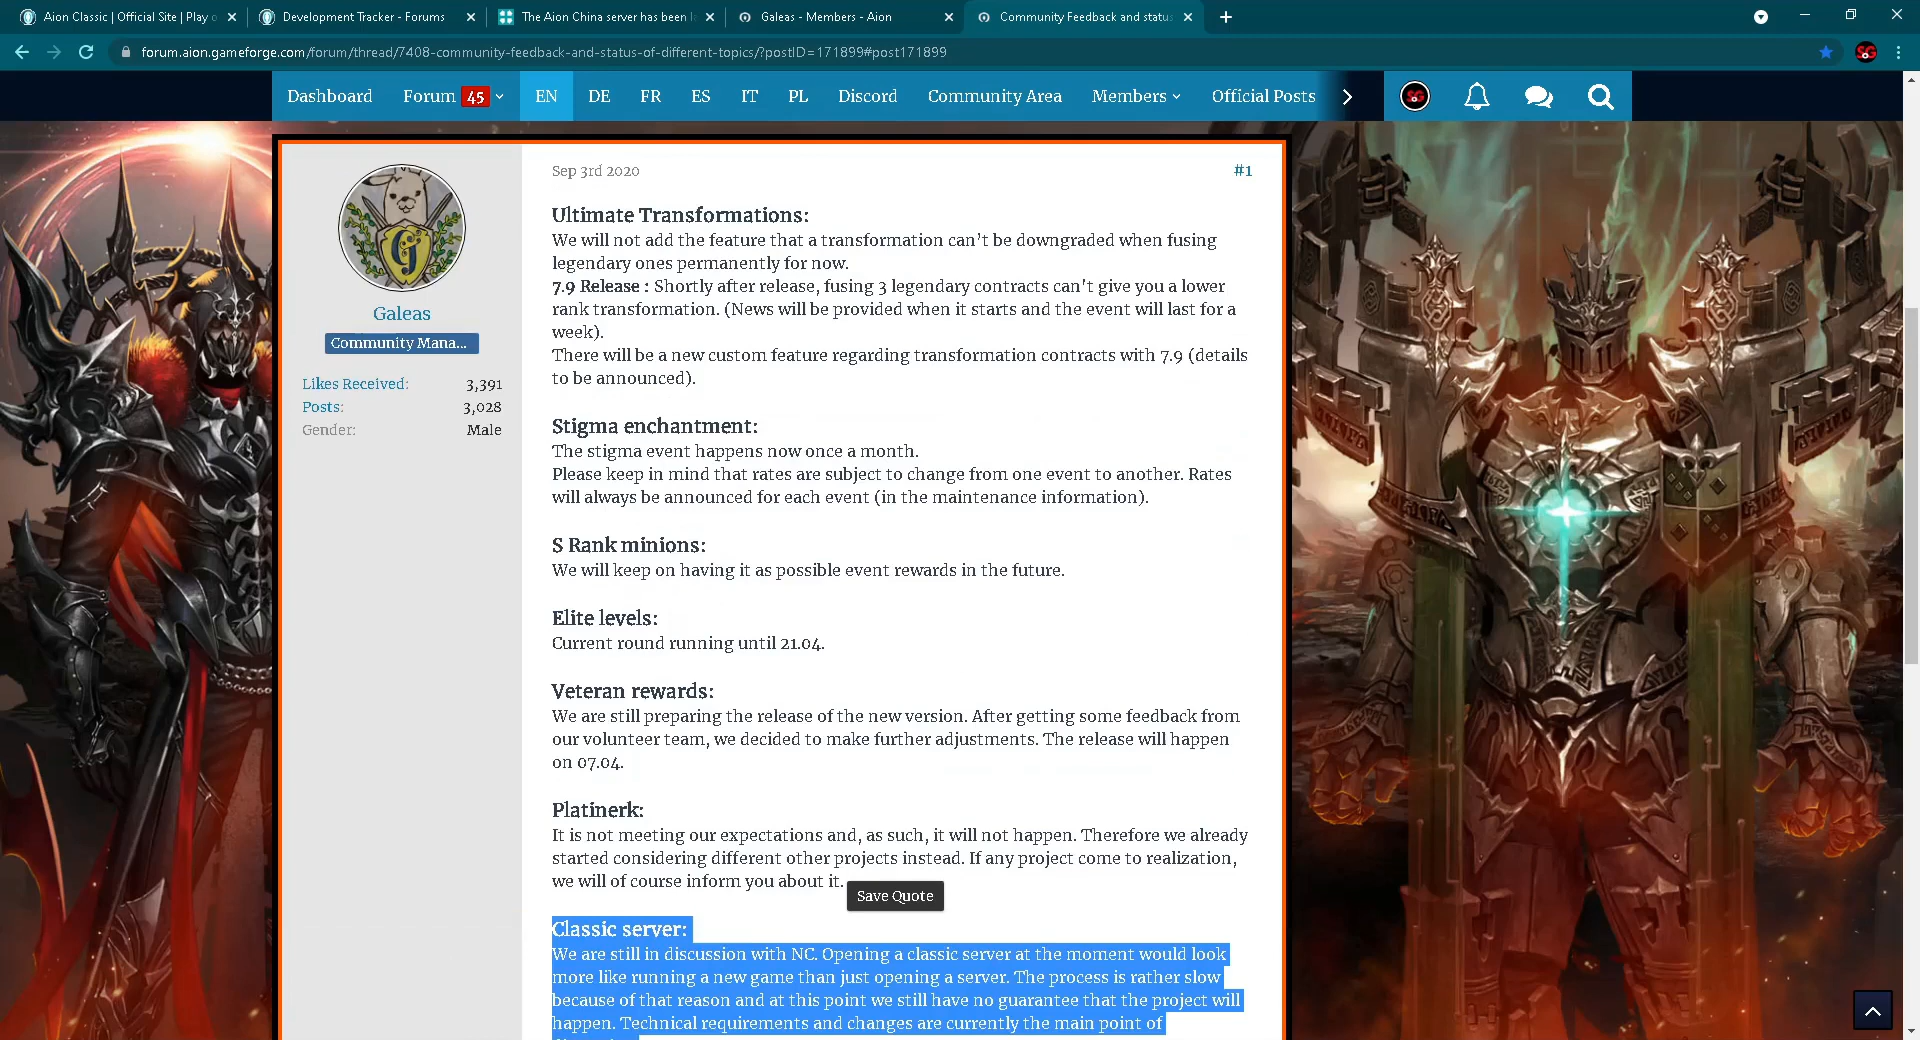 Aion Classic | Official Site | Play o
Development Tracker - Forums
The Aion China server has been l
Galeas - Members - Aion
Community Feedback and status
forum.aion.gameforge.com/forum/thread/7408-community-feedback-and-status-of-different-topics/?postID=171899#post171899
Dashboard Forum 45 EN DE FR ES IT PL Discord Community Area Members Official Posts
Galeas
Community Mana...
Likes Received: 3,391
Posts: 3,028
Gender: Male
Sep 3rd 2020 #1
Ultimate Transformations:
We will not add the feature that a transformation can't be downgraded when fusing
legendary ones permanently for now.
7.9 Release : Shortly after release, fusing 3 legendary contracts can't give you a lower
rank transformation. (News will be provided when it starts and the event will last for a
week).
There will be a new custom feature regarding transformation contracts with 7.9 (details
to be announced).
Stigma enchantment:
The stigma event happens now once a month.
Please keep in mind that rates are subject to change from one event to another. Rates
will always be announced for each event (in the maintenance information).
S Rank minions:
We will keep on having it as possible event rewards in the future.
Elite levels:
Current round running until 21.04.
Veteran rewards:
We are still preparing the release of the new version. After getting some feedback from
our volunteer team, we decided to make further adjustments. The release will happen
on 07.04.
Platinerk:
It is not meeting our expectations and, as such, it will not happen. Therefore we already
started considering different other projects instead. If any project come to realization,
we will of course inform you about it.
Save Quote
Classic server:
We are still in discussion with NC. Opening a classic server at the moment would look
more like running a new game than just opening a server. The process is rather slow
because of that reason and at this point we still have no guarantee that the project will
happen. Technical requirements and changes are currently the main point of